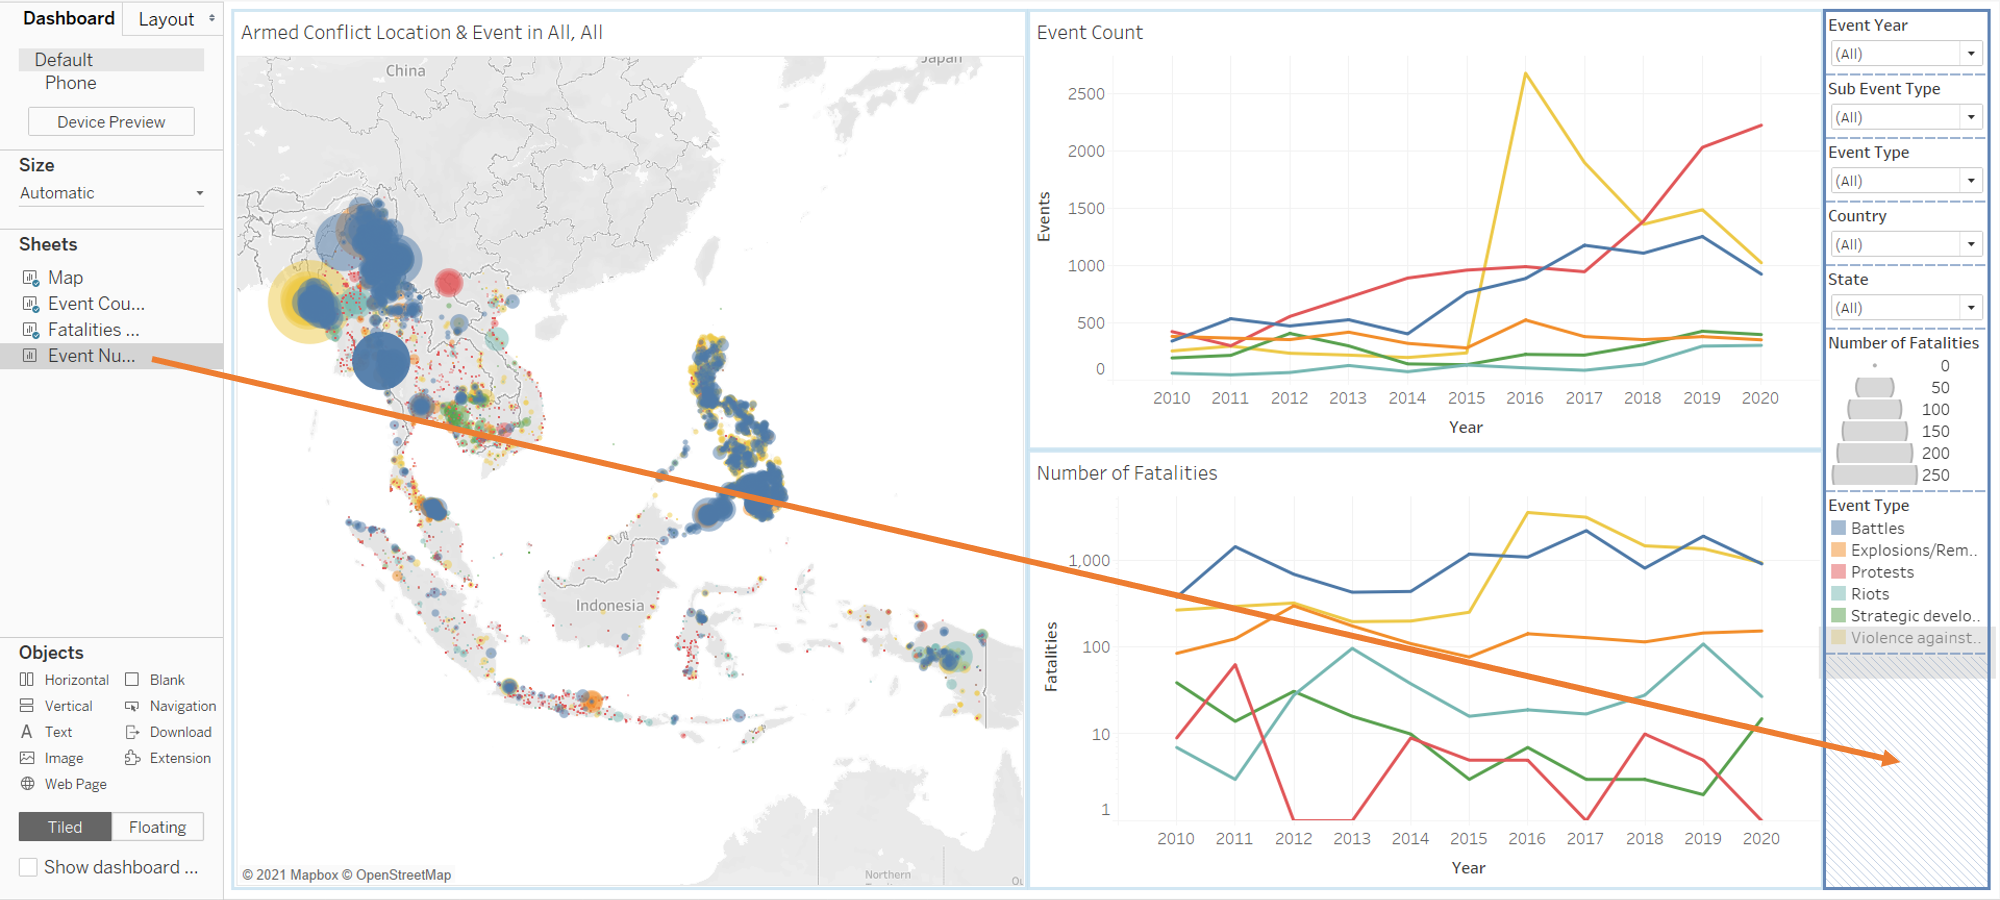 Dashboard
Layout
Default
Phone
Device Preview
Size
Automatic
Sheets
Map
Event Cou...
Fatalities ...
Event Nu...
Objects
Horizontal
Blank
Vertical
Navigation
Text
Download
Image
Extension
Web Page
Tiled
Floating
Show dashboard ...
Armed Conflict Location & Event in All, All
China
Japan
Indonesia
Northern
© 2021 Mapbox © OpenStreetMap
Event Count
Events
2500
2000
1500
1000
500
0
2010 2011 2012 2013 2014 2015 2016 2017 2018 2019 2020
Year
Number of Fatalities
Fatalities
1,000
100
10
1
2010 2011 2012 2013 2014 2015 2016 2017 2018 2019 2020
Year
Event Year
(All)
Sub Event Type
(All)
Event Type
(All)
Country
(All)
State
(All)
Number of Fatalities
0
50
100
150
200
250
Event Type
Battles
Explosions/Rem..
Protests
Riots
Strategic develo..
Violence against..